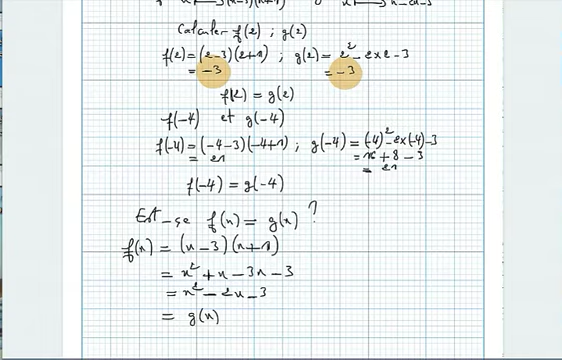 Calculer f(2) ; g(2)
f(2) = (2-3)(2+1) ; g(2) = 2² - 2×2 - 3
= -3 = -3
f(2) = g(2)
f(-4) et g(-4)
f(-4) = (-4-3)(-4+1) ; g(-4) = (-4)² - 2×(-4) - 3
= 21 = 16 + 8 - 3
= 21
f(-4) = g(-4)
Est-se f(x) = g(x) ?
f(x) = (x-3)(x+1)
= x² + x - 3x - 3
= x² - 2x - 3
= g(x)